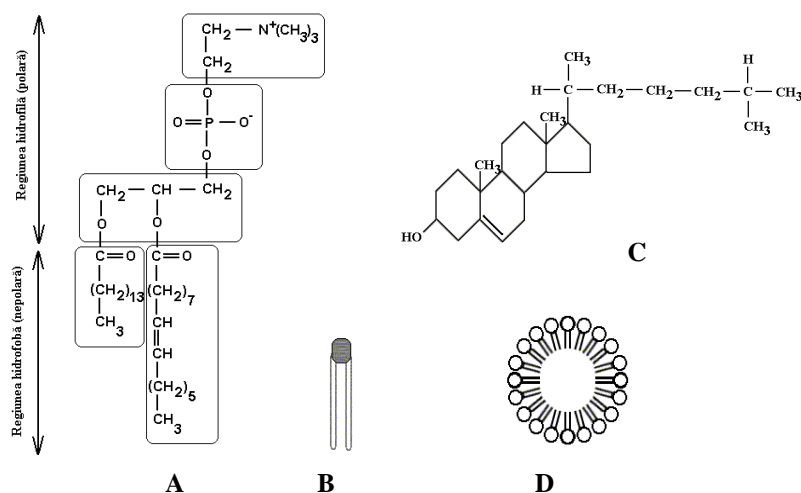 Regiunea hidrofilă (polară)
Regiunea hidrofobă (nepolară)
CH₂ — N⁺(CH₃)₃
CH₂
O
O=P-O⁻
O
CH₂ — CH — CH₂
O O
C=O C=O
(CH₂)₁₃ (CH₂)₇
CH₃ CH
CH
(CH₂)₅
CH₃
A
B
CH₃ H
H—C—CH₂—CH₂—CH₂— —CH₃
CH₃
CH₃
CH₃
HO
C
D